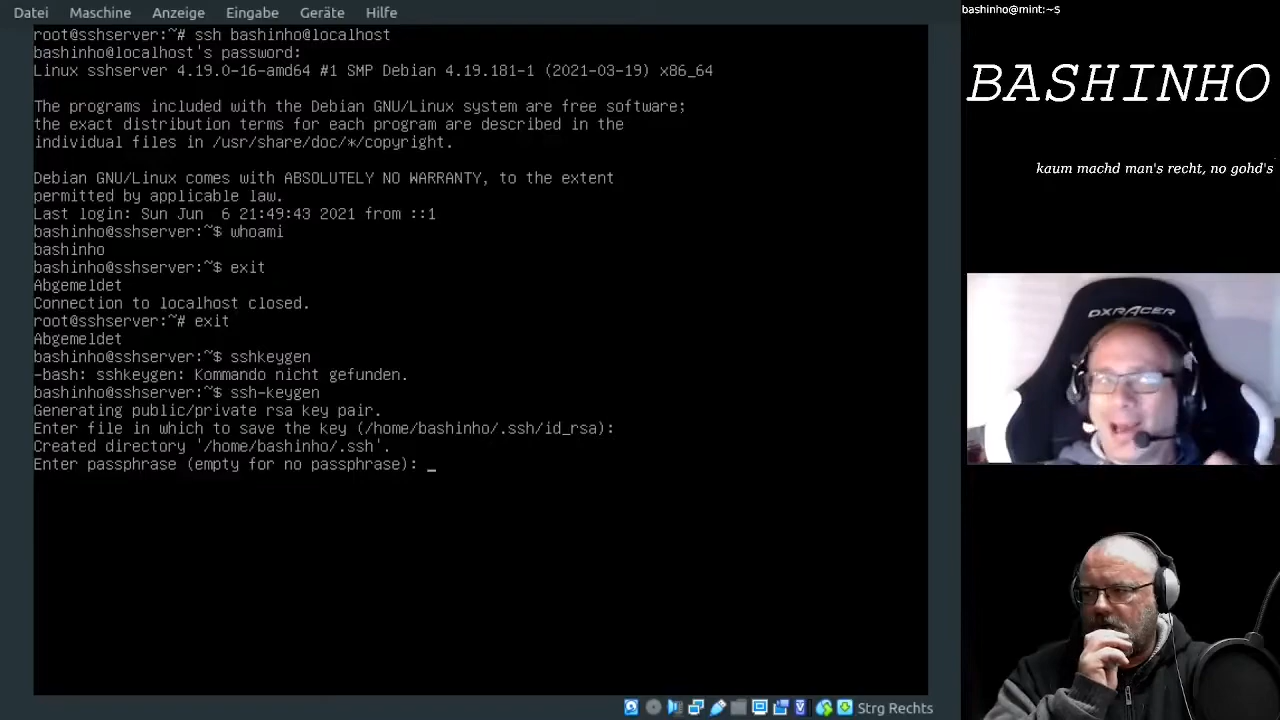 Datei Maschine Anzeige Eingabe Geräte Hilfe
root@sshserver:~# ssh bashinho@localhost
bashinho@localhost's password:
Linux sshserver 4.19.0-16-amd64 #1 SMP Debian 4.19.181-1 (2021-03-19) x86_64
The programs included with the Debian GNU/Linux system are free software;
the exact distribution terms for each program are described in the
individual files in /usr/share/doc/*/copyright.
Debian GNU/Linux comes with ABSOLUTELY NO WARRANTY, to the extent
permitted by applicable law.
Last login: Sun Jun  6 21:49:43 2021 from ::1
bashinho@sshserver:~$ whoami
bashinho
bashinho@sshserver:~$ exit
Abgemeldet
Connection to localhost closed.
root@sshserver:~# exit
Abgemeldet
bashinho@sshserver:~$ sshkeygen
-bash: sshkeygen: Kommando nicht gefunden.
bashinho@sshserver:~$ ssh-keygen
Generating public/private rsa key pair.
Enter file in which to save the key (/home/bashinho/.ssh/id_rsa):
Created directory '/home/bashinho/.ssh'.
Enter passphrase (empty for no passphrase): _
Strg Rechts
bashinho@mint:~$
BASHINHO
kaum machd man's recht, no gohd's
DXRACER